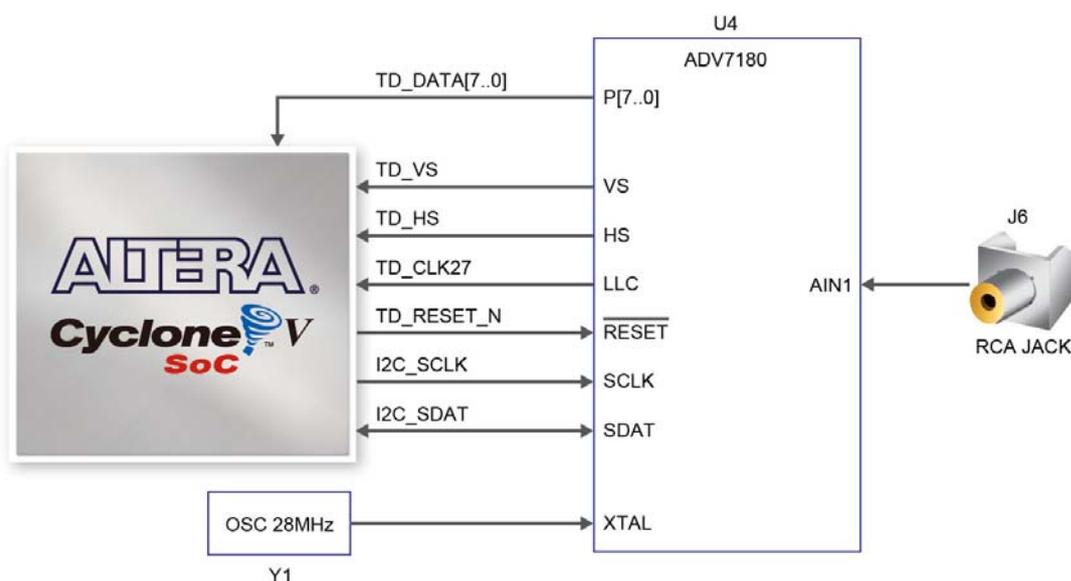 U4
ADV7180
TD_DATA[7..0]
P[7..0]
TD_VS
VS
TD_HS
HS
TD_CLK27
LLC
TD_RESET_N
RESET
I2C_SCLK
SCLK
I2C_SDAT
SDAT
OSC 28MHz
XTAL
Y1
AIN1
J6
RCA JACK
ALTERA®
Cyclone™ V
SoC